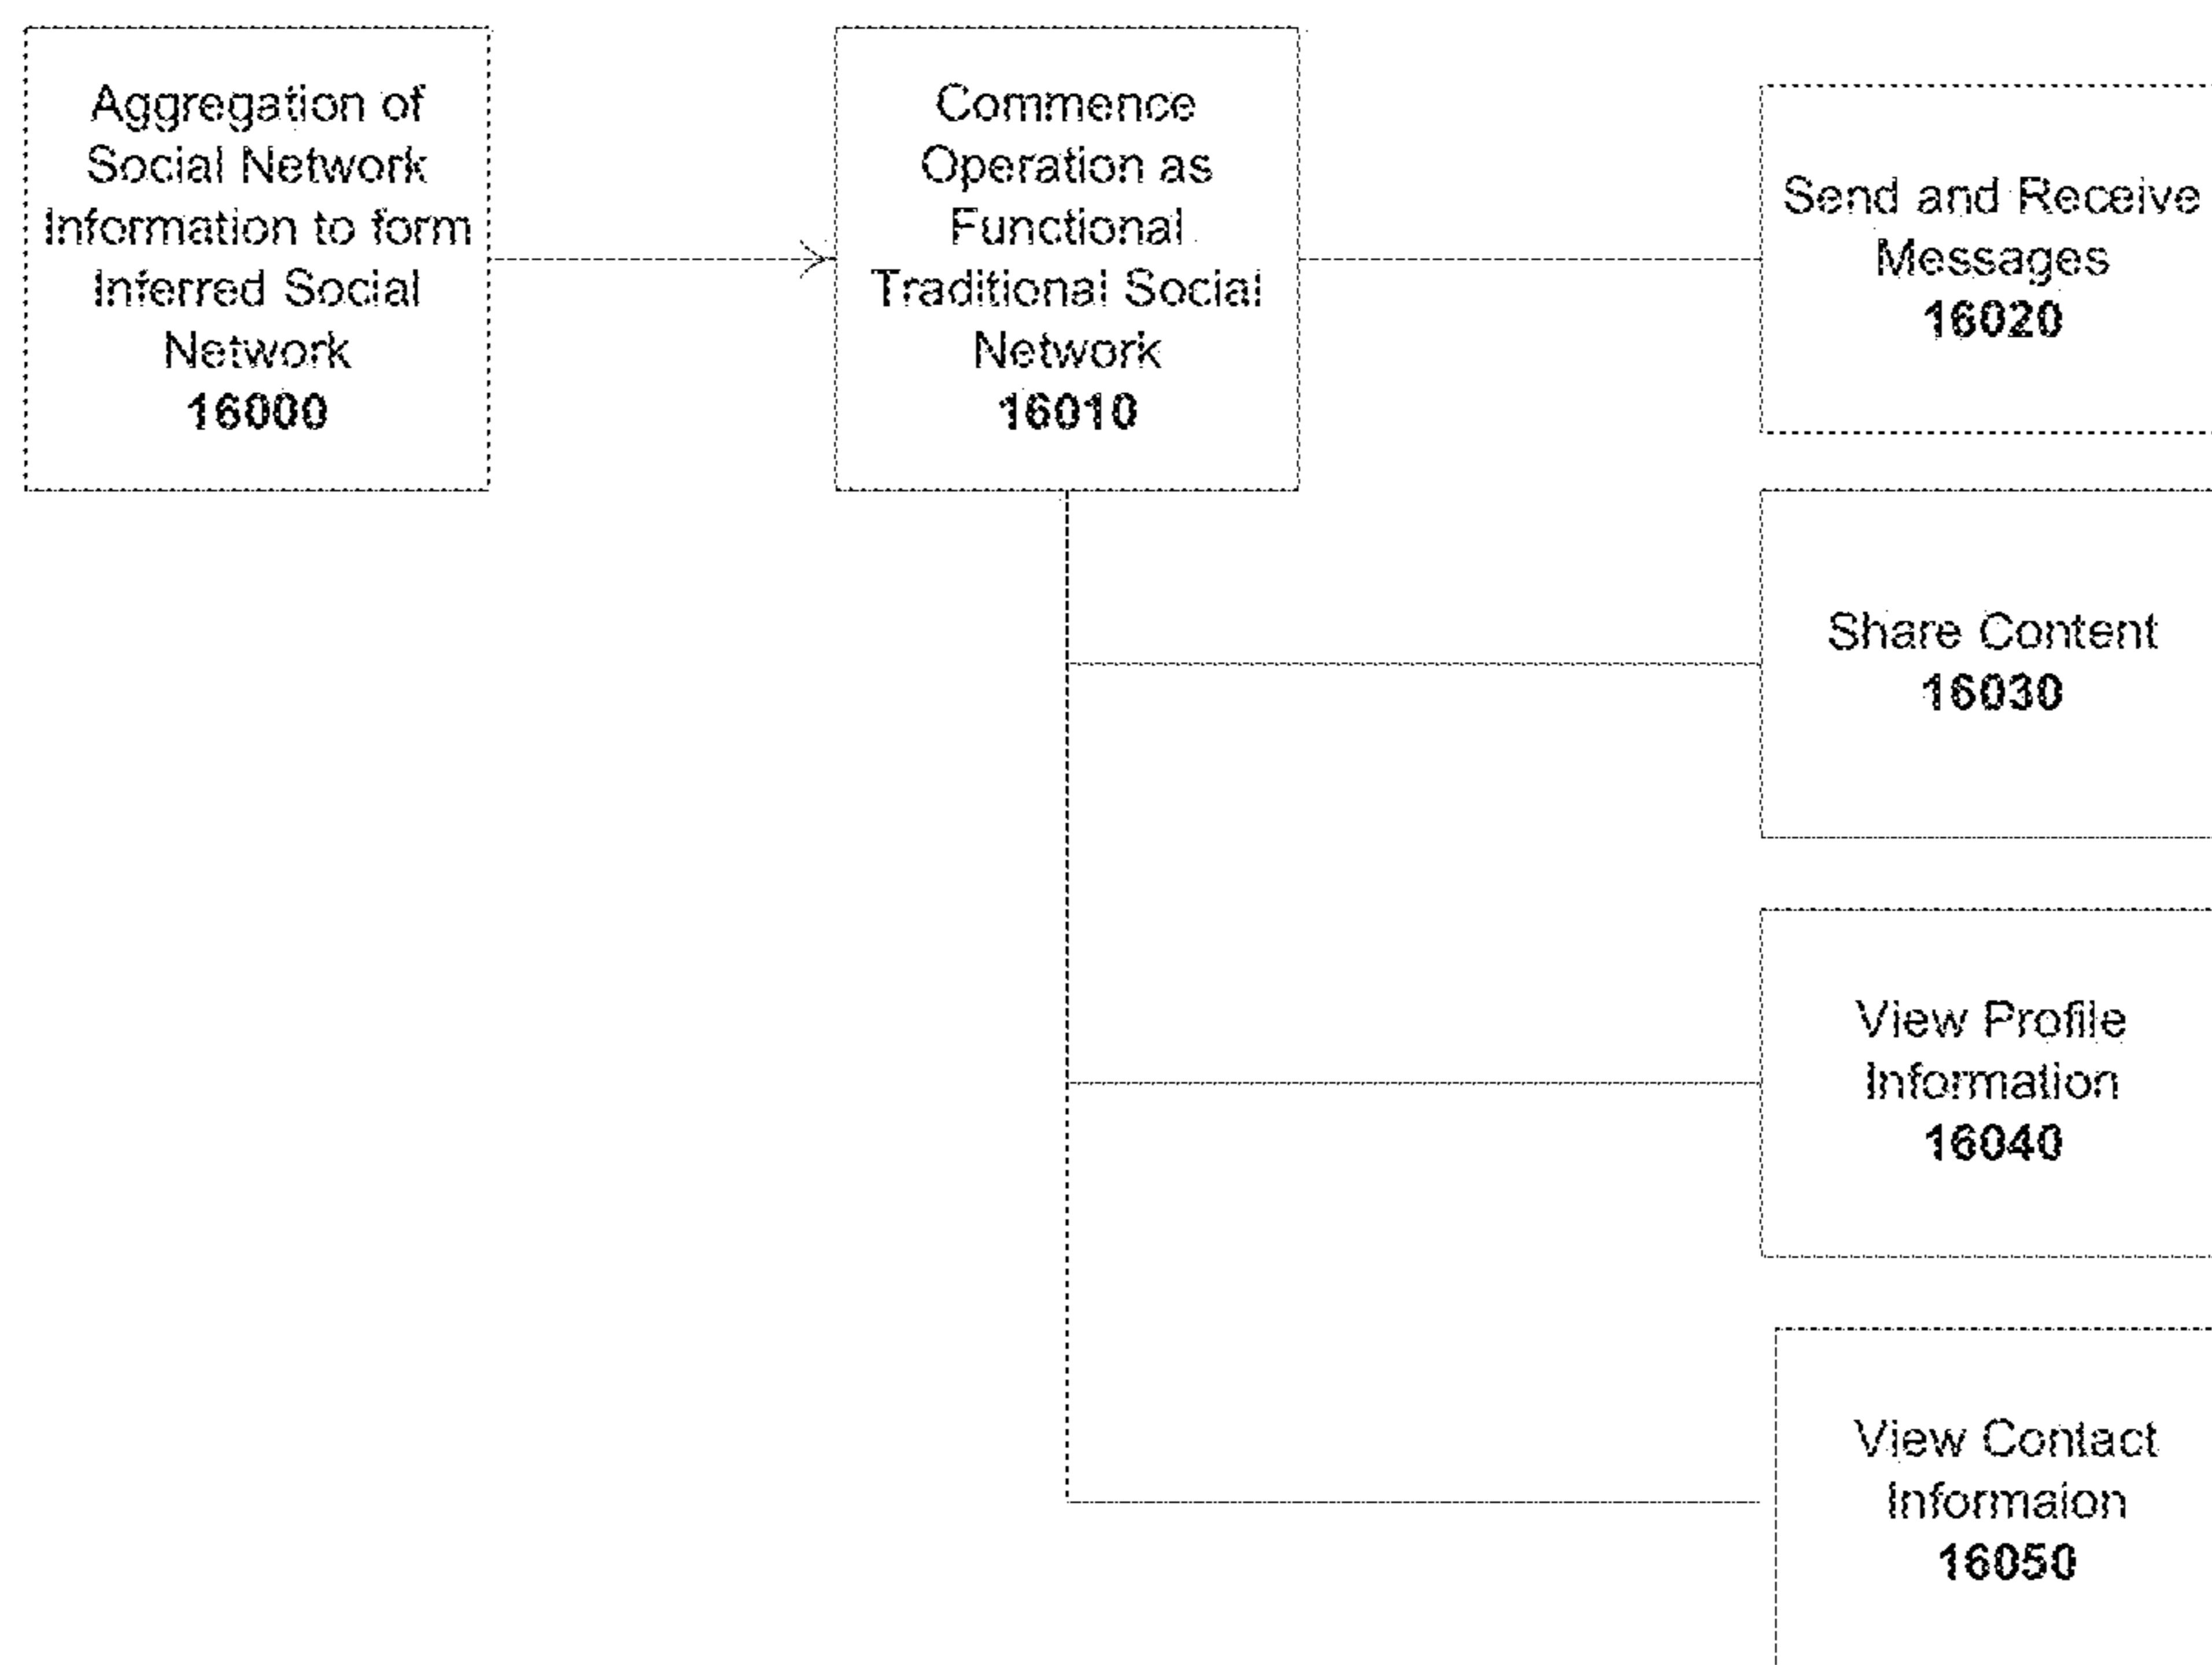 Aggregation of
Social Network
Information to form
Inferred Social
Network
16000
Commence
Operation as
Functional
Traditional Social
Network
16010
Send and Receive
Messages
16020
Share Content
16030
View Profile
Information
16040
View Contact
Informaion
16050